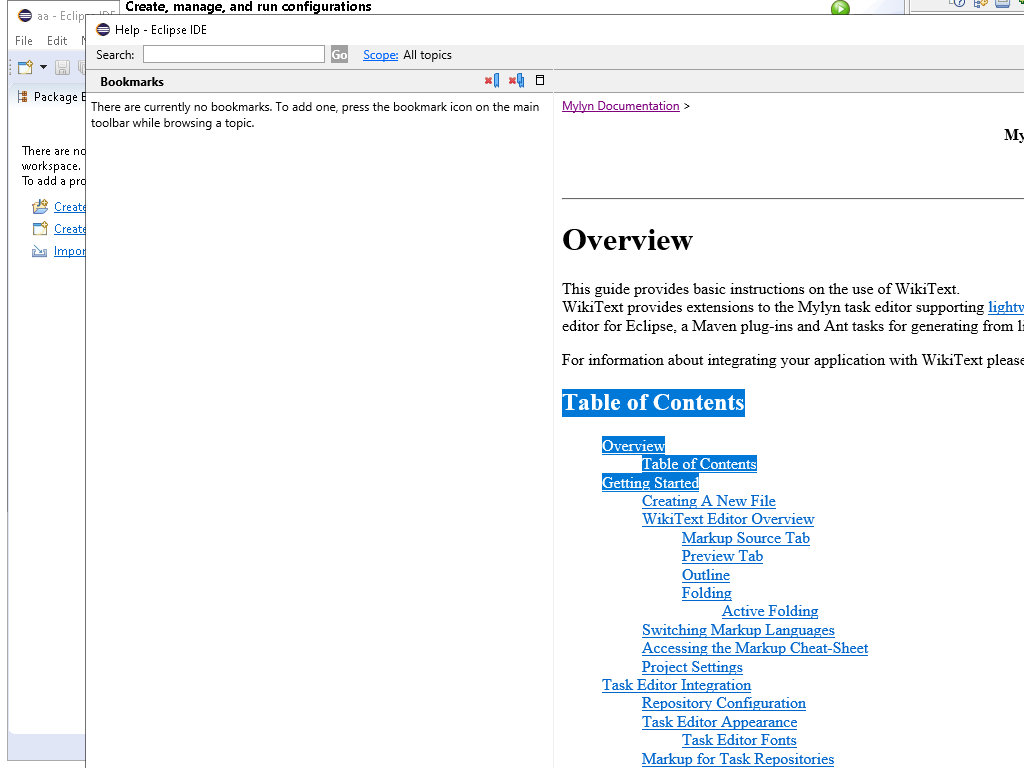 Create, manage, and run configurations
aa - Eclipse IDE
Help - Eclipse IDE
File Edit
Search: Go Scope: All topics
Package
Bookmarks
There are currently no bookmarks. To add one, press the bookmark icon on the main
toolbar while browsing a topic.
There are no
workspace.
To add a
Create
Create
Mylyn Documentation >
My
Overview
This guide provides basic instructions on the use of WikiText.
WikiText provides extensions to the Mylyn task editor supporting
editor for Eclipse, a Maven plug-ins and Ant tasks for generating from
For information about integrating your application with WikiText please
Table of Contents
Overview
Table of Contents
Getting Started
Creating A New File
WikiText Editor Overview
Markup Source Tab
Preview Tab
Outline
Folding
Active Folding
Switching Markup Languages
Accessing the Markup Cheat-Sheet
Project Settings
Task Editor Integration
Repository Configuration
Task Editor Appearance
Task Editor Fonts
Markup for Task Repositories